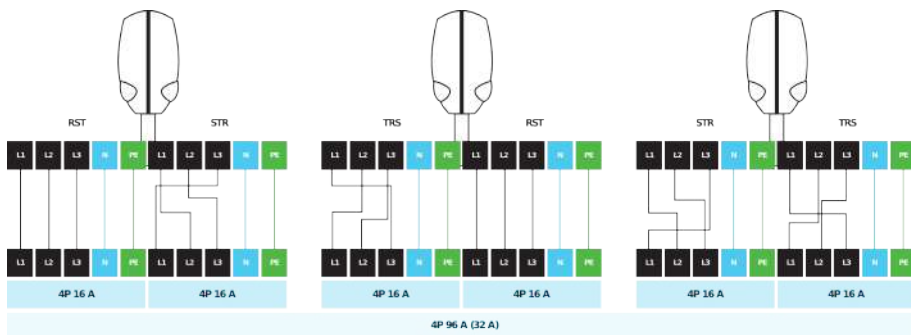 RST STR TRS RST STR TRS
L1 L2 L3 N PE L1 L2 L3 N PE L1 L2 L3 N PE L1 L2 L3 N PE L1 L2 L3 N PE L1 L2 L3 N PE
L1 L2 L3 N PE L1 L2 L3 N PE L1 L2 L3 N PE L1 L2 L3 N PE L1 L2 L3 N PE L1 L2 L3 N PE
4P 16 A 4P 16 A 4P 16 A 4P 16 A 4P 16 A 4P 16 A
4P 96 A (32 A)